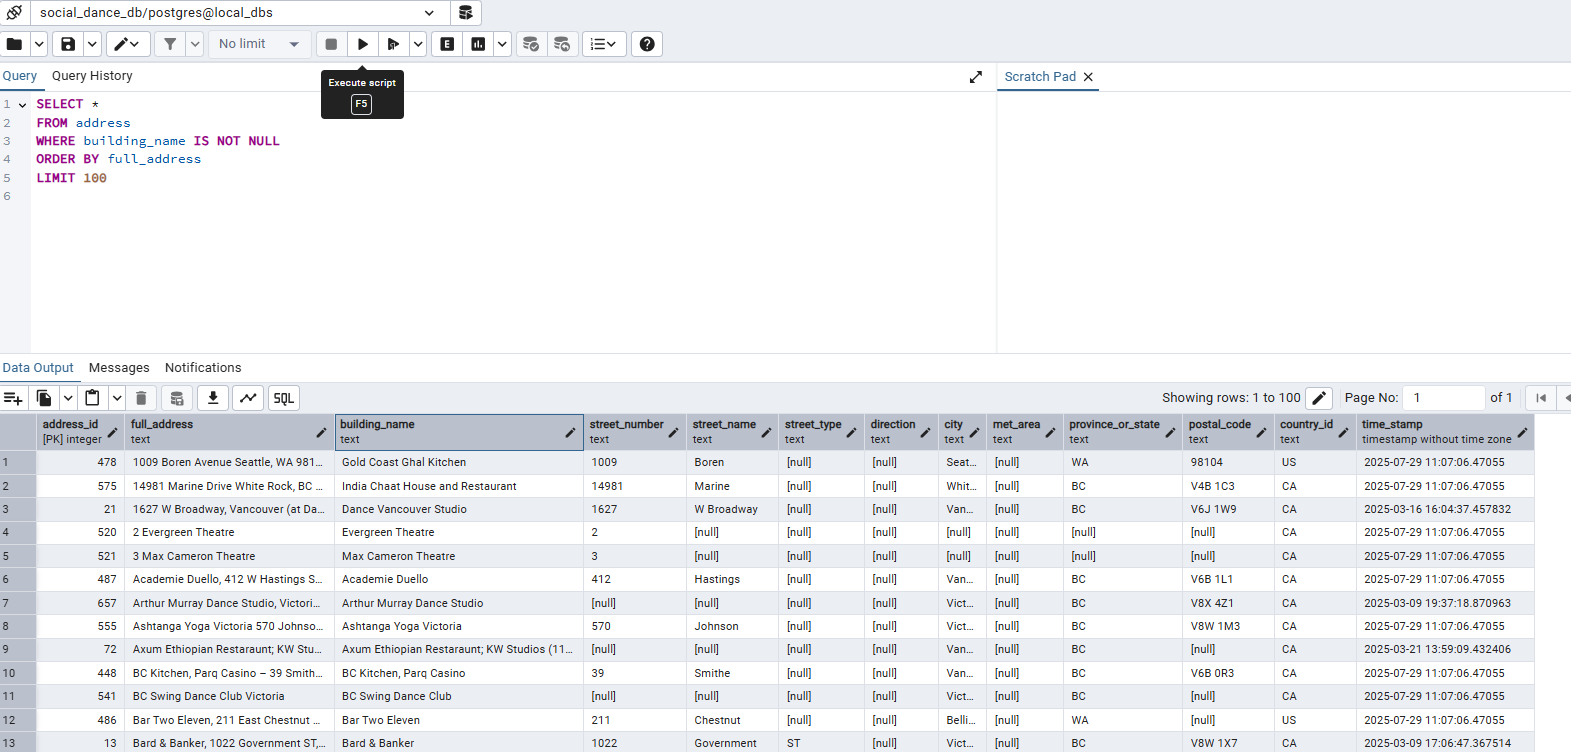 social_dance_db/postgres@local_dbs
No limit
E
Query Query History
Execute script
F5
Scratch Pad
1 SELECT *
2 FROM address
3 WHERE building_name IS NOT NULL
4 ORDER BY full_address
5 LIMIT 100
6
Data Output Messages Notifications
SQL Showing rows: 1 to 100 Page No: 1 of 1
address_id full_address building_name street_number street_name street_type direction city met_area province_or_state postal_code country_id time_stamp
[PK] integer text text text text text text text text text text text timestamp without time zone
1 478 1009 Boren Avenue Seattle, WA 981... Gold Coast Ghal Kitchen 1009 Boren [null] [null] Seat... [null] WA 98104 US 2025-07-29 11:07:06.47055
2 575 14981 Marine Drive White Rock, BC ... India Chaat House and Restaurant 14981 Marine [null] [null] Whit... [null] BC V4B 1C3 CA 2025-07-29 11:07:06.47055
3 21 1627 W Broadway, Vancouver (at Da... Dance Vancouver Studio 1627 W Broadway [null] [null] Van... [null] BC V6J 1W9 CA 2025-03-16 16:04:37.457832
4 520 2 Evergreen Theatre Evergreen Theatre 2 [null] [null] [null] [null] [null] [null] [null] CA 2025-07-29 11:07:06.47055
5 521 3 Max Cameron Theatre Max Cameron Theatre 3 [null] [null] [null] [null] [null] [null] [null] CA 2025-07-29 11:07:06.47055
6 487 Academie Duello, 412 W Hastings S... Academie Duello 412 Hastings [null] [null] Van... [null] BC V6B 1L1 CA 2025-07-29 11:07:06.47055
7 657 Arthur Murray Dance Studio, Victori... Arthur Murray Dance Studio [null] [null] [null] [null] Vict... [null] BC V8X 4Z1 CA 2025-03-09 19:37:18.870963
8 555 Ashtanga Yoga Victoria 570 Johnso... Ashtanga Yoga Victoria 570 Johnson [null] [null] Vict... [null] BC V8W 1M3 CA 2025-07-29 11:07:06.47055
9 72 Axum Ethiopian Restaraunt; KW Stu... Axum Ethiopian Restaraunt; KW Studios (11... [null] [null] [null] [null] Van... [null] BC [null] CA 2025-03-21 13:59:09.432406
10 448 BC Kitchen, Parq Casino – 39 Smith... BC Kitchen, Parq Casino 39 Smithe [null] [null] Van... [null] BC V6B 0R3 CA 2025-07-29 11:07:06.47055
11 541 BC Swing Dance Club Victoria BC Swing Dance Club [null] [null] [null] [null] Vict... [null] BC [null] CA 2025-07-29 11:07:06.47055
12 486 Bar Two Eleven, 211 East Chestnut ... Bar Two Eleven 211 Chestnut [null] [null] Belli... [null] WA [null] US 2025-07-29 11:07:06.47055
13 13 Bard & Banker, 1022 Government ST,... Bard & Banker 1022 Government ST [null] Vict... [null] BC V8W 1X7 CA 2025-03-09 17:06:47.367514